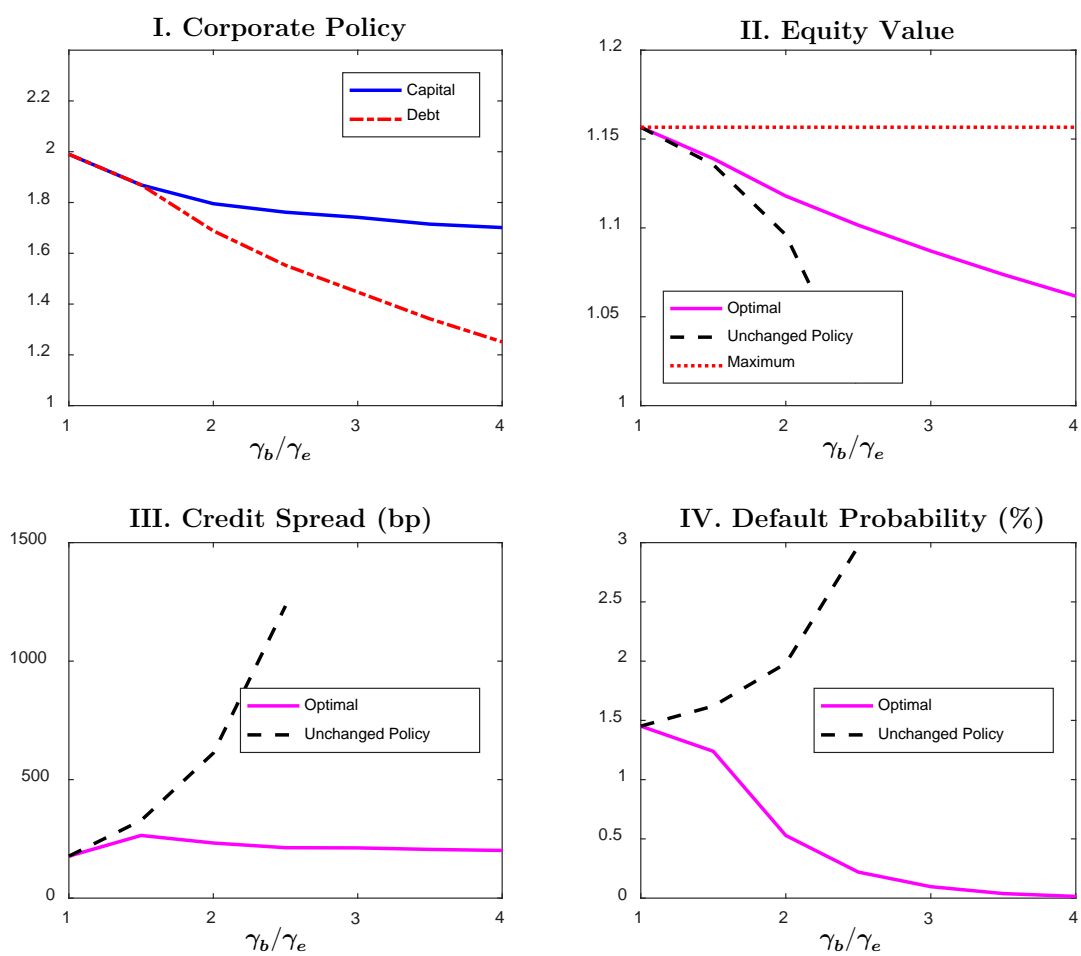 I. Corporate Policy
2.2
2
1.8
1.6
1.4
1.2
1
1 2 3 4
γb/γe
Capital
Debt
II. Equity Value
1.2
1.15
1.1
1.05
1
1 2 3 4
γb/γe
Optimal
Unchanged Policy
Maximum
III. Credit Spread (bp)
1500
1000
500
0
1 2 3 4
γb/γe
Optimal
Unchanged Policy
IV. Default Probability (%)
3
2.5
2
1.5
1
0.5
0
1 2 3 4
γb/γe
Optimal
Unchanged Policy